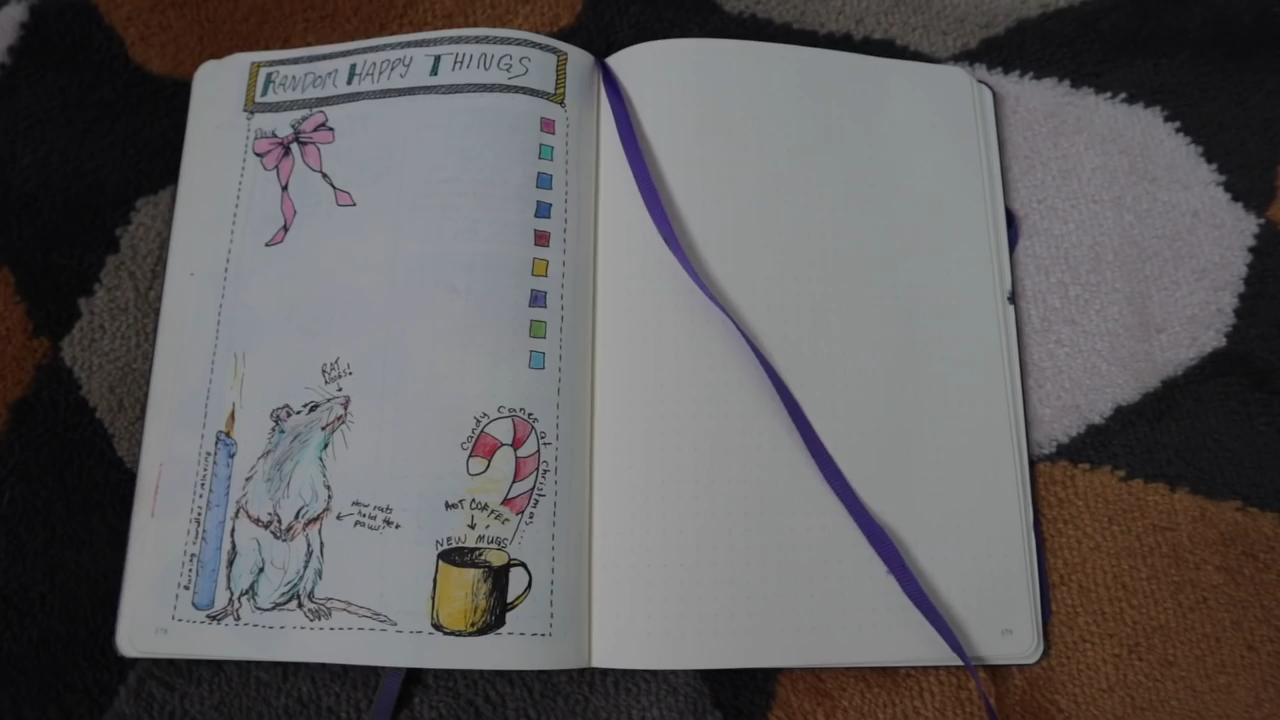 RANDOM HAPPY THINGS
RAT
NOSES!
Candy Canes at Christmas...
HOT COFFEE
NEW MUGS
How rats
hold their
paws!
Burning candles & relaxing